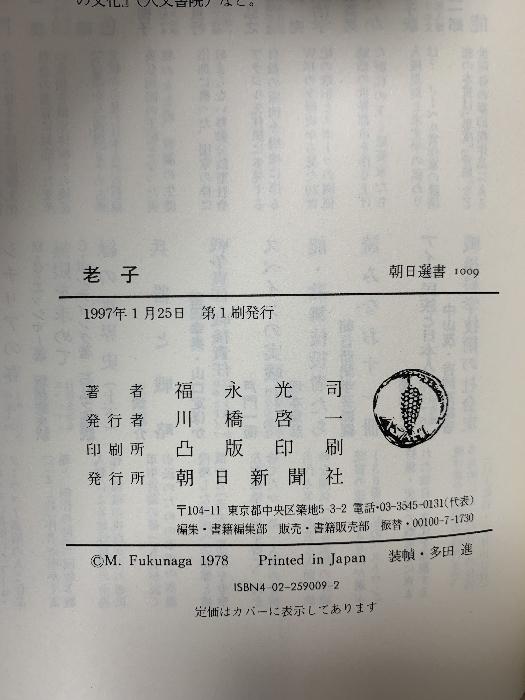 の文化』（人文書院）など。
老子
朝日選書 1009
1997年1月25日 第1刷発行
著者 福永光司
発行者 川橋啓一
印刷所 凸版印刷
発行所 朝日新聞社
〒104-11 東京都中央区築地5-3-2 電話・03-3545-0131(代表)
編集・書籍編集部 販売・書籍販売部 振替・00100-7-1730
©M. Fukunaga 1978 Printed in Japan 装幀・多田 進
ISBN4-02-259009-2
定価はカバーに表示してあります